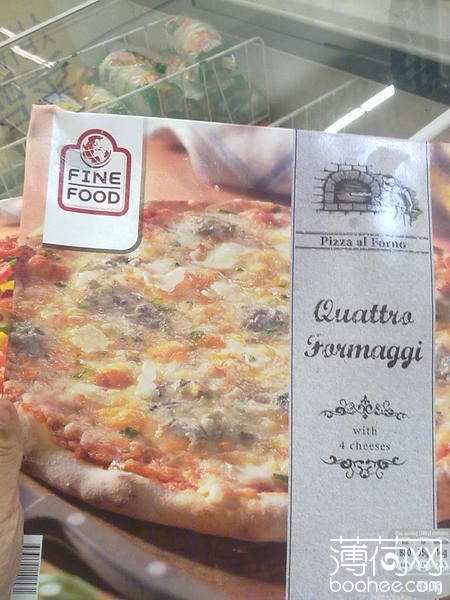 FINE
FOOD
Pizza al Forno
Quattro
Formaggi
with
4 cheeses
薄荷网
boohee.com